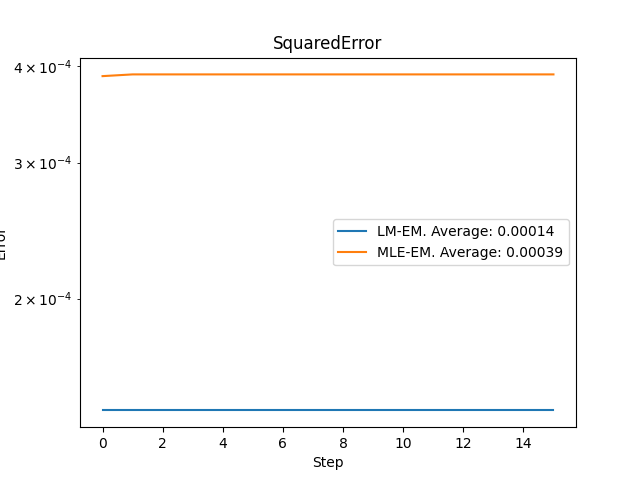 SquaredError
4 × 10⁻⁴
3 × 10⁻⁴
2 × 10⁻⁴
Error
LM-EM. Average: 0.00014
MLE-EM. Average: 0.00039
0 2 4 6 8 10 12 14
Step